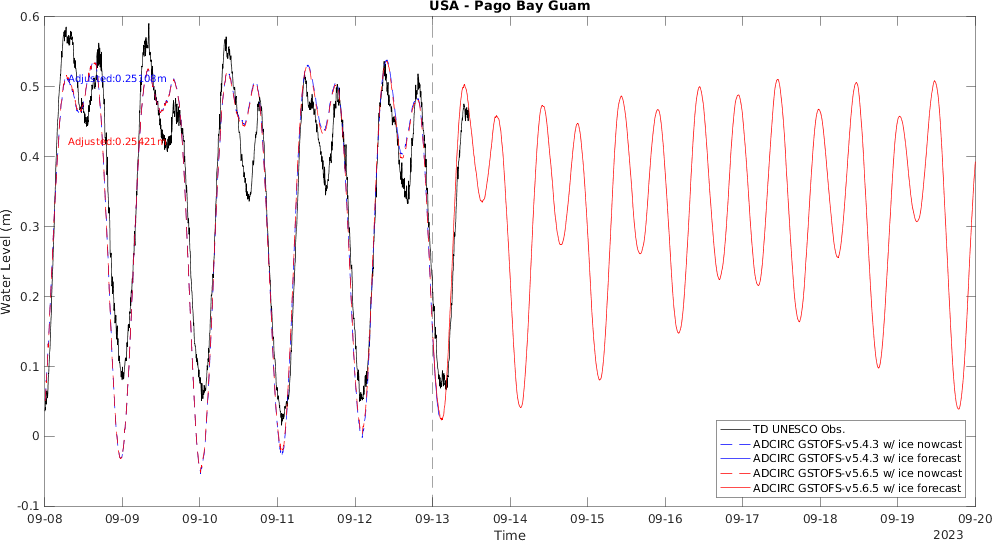 USA - Pago Bay Guam
0.6
0.5
0.4
0.3
0.2
0.1
0
-0.1
Water Level (m)
Adjusted:0.25421m
TD UNESCO Obs.
ADCIRC GSTOFS-v5.4.3 w/ ice nowcast
ADCIRC GSTOFS-v5.4.3 w/ ice forecast
ADCIRC GSTOFS-v5.6.5 w/ ice nowcast
ADCIRC GSTOFS-v5.6.5 w/ ice forecast
09-08 09-09 09-10 09-11 09-12 09-13 09-14 09-15 09-16 09-17 09-18 09-19 09-20
Time
2023